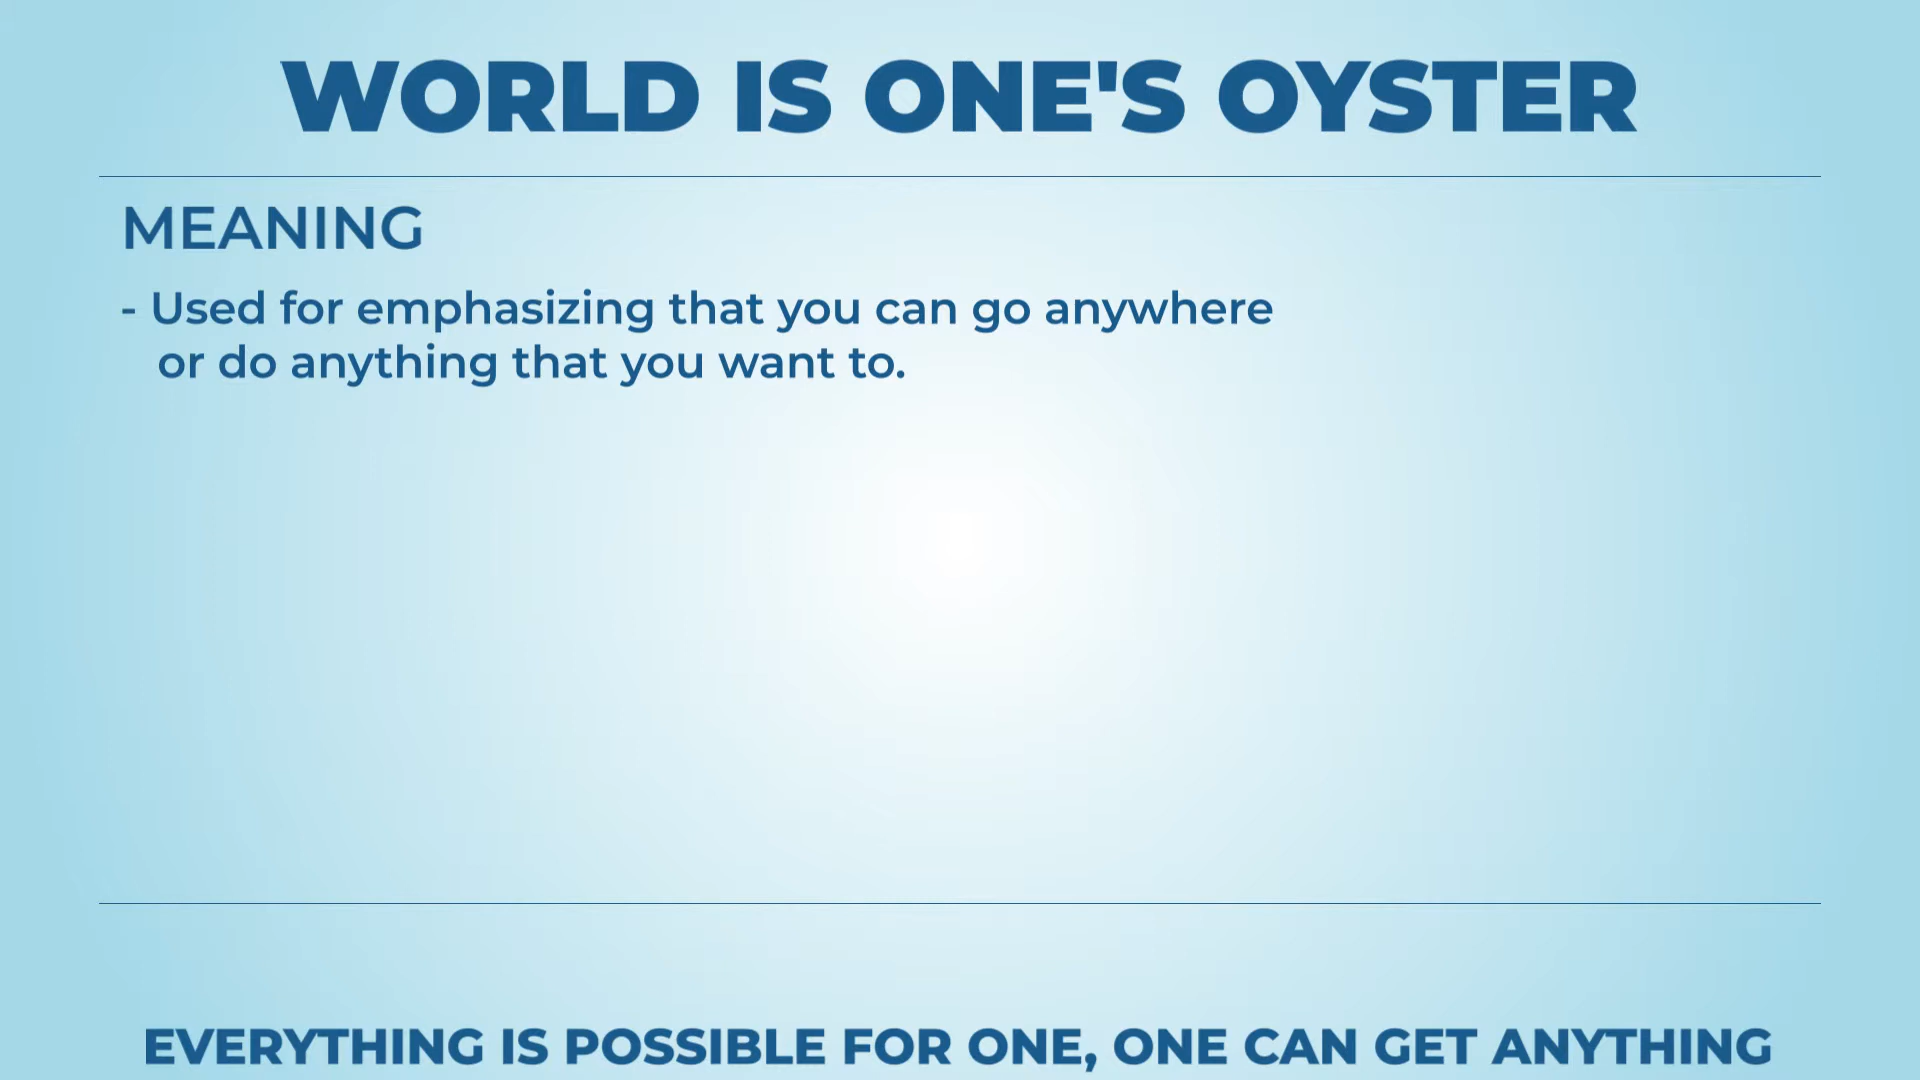 WORLD IS ONE'S OYSTER
MEANING
- Used for emphasizing that you can go anywhere
or do anything that you want to.
EVERYTHING IS POSSIBLE FOR ONE, ONE CAN GET ANYTHING